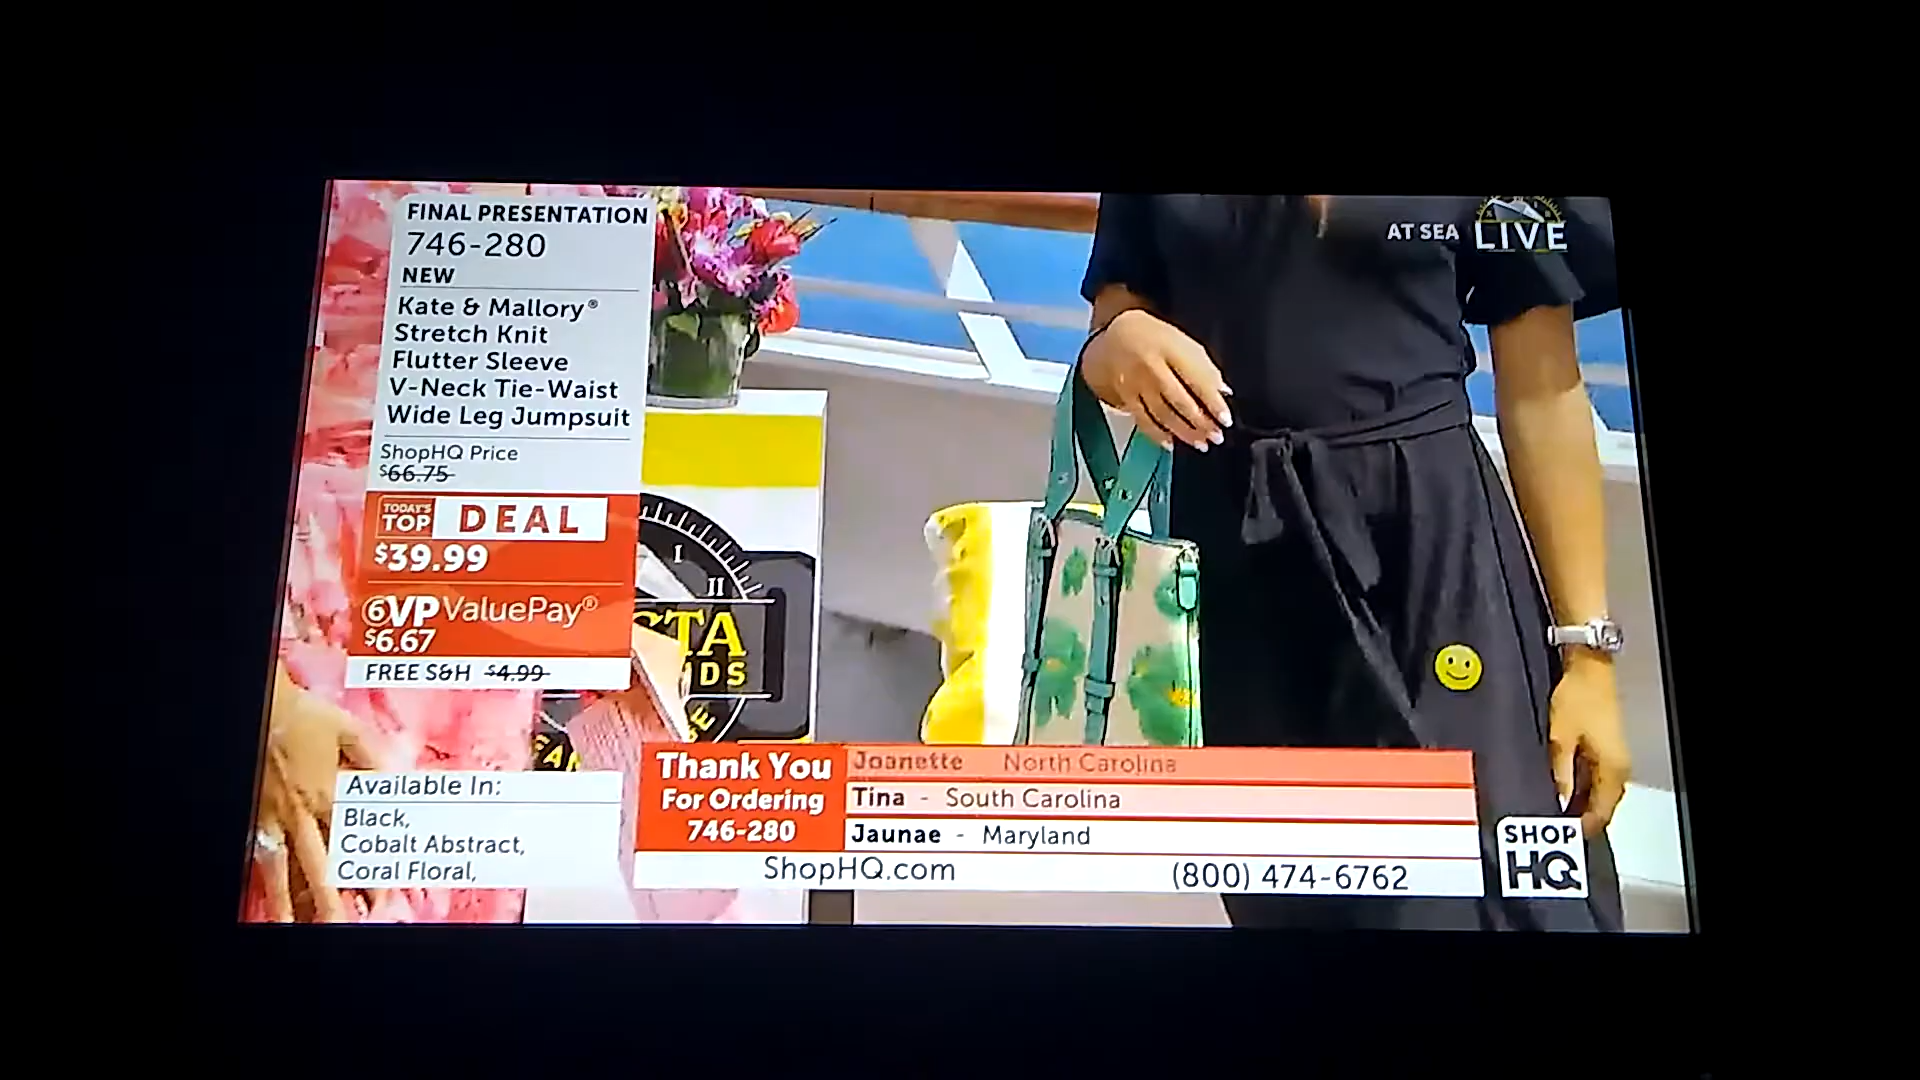 FINAL PRESENTATION
746-280
NEW
Kate & Mallory®
Stretch Knit
Flutter Sleeve
V-Neck Tie-Waist
Wide Leg Jumpsuit
ShopHQ Price
$66.75
TODAY'S
TOP DEAL
$39.99
6VP ValuePay®
$6.67
FREE S&H $4.99
Available In:
Black,
Cobalt Abstract,
Coral Floral,
AT SEA LIVE
I
II
Thank You
For Ordering
746-280
Joanette North Carolina
Tina - South Carolina
Jaunae - Maryland
ShopHQ.com (800) 474-6762
SHOP
HQ